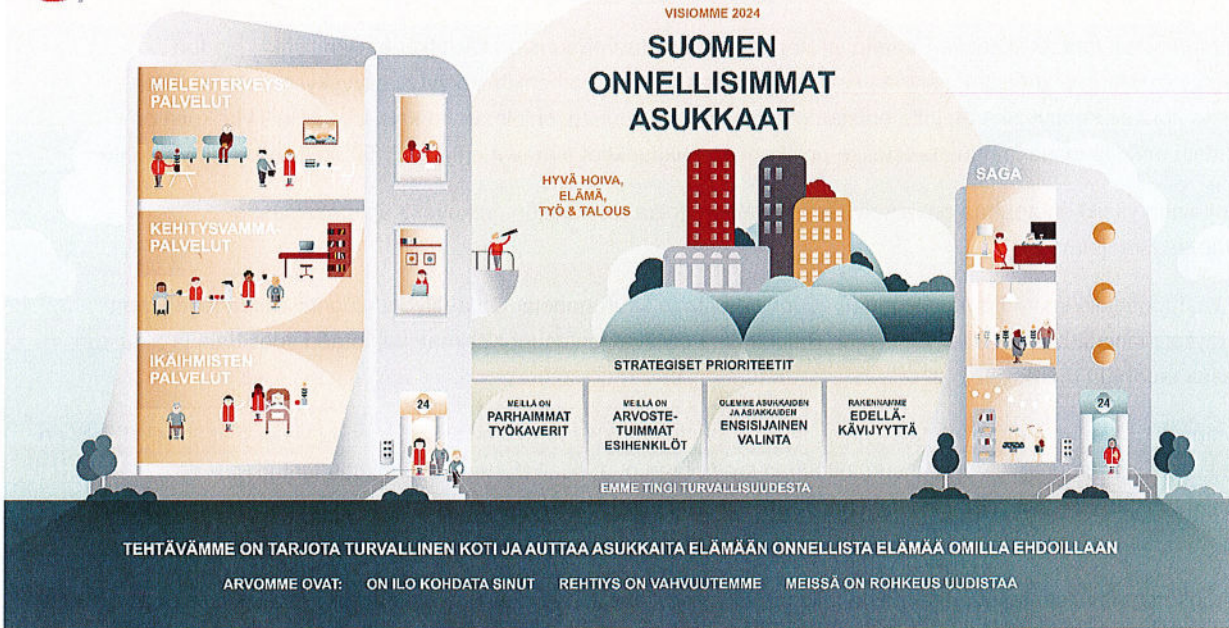 VISIOMME 2024
SUOMEN
ONNELLISIMMAT
ASUKKAAT
HYVÄ HOIVA,
ELÄMÄ,
TYÖ & TALOUS
MIELENTERVEYS-
PALVELUT
KEHITYSVAMMA-
PALVELUT
IKÄIHMISTEN
PALVELUT
24
SAGA
24
STRATEGISET PRIORITEETIT
MEILLÄ ON
PARHAIMMAT
TYÖKAVERIT
MEILLÄ ON
ARVOSTE-
TUIMMAT
ESIHENKILÖT
OLEMME ASUKKAIDEN
JA ASIAKKAIDEN
ENSISIJAINEN
VALINTA
RAKENNAMME
EDELLÄ-
KÄVIJYYTTÄ
EMME TINGI TURVALLISUUDESTA
TEHTÄVÄMME ON TARJOTA TURVALLINEN KOTI JA AUTTAA ASUKKAITA ELÄMÄÄN ONNELLISTA ELÄMÄÄ OMILLA EHDOILLAAN
ARVOMME OVAT: ON ILO KOHDATA SINUT REHTIYS ON VAHVUUTEMME MEISSÄ ON ROHKEUS UUDISTAA